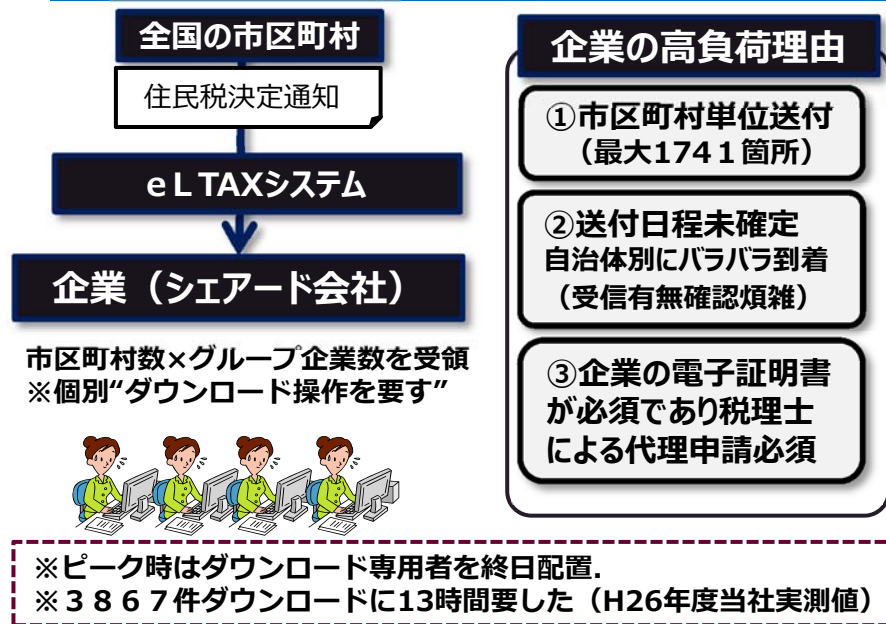 全国の市区町村
住民税決定通知
ｅＬTAXシステム
企業（シェアード会社）
市区町村数×グループ企業数を受領
※個別“ダウンロード操作を要す”
企業の高負荷理由
①市区町村単位送付
（最大174１箇所）
②送付日程未確定
自治体別にバラバラ到着
（受信有無確認煩雑）
③企業の電子証明書
が必須であり税理士
による代理申請必須
※ピーク時はダウンロード専用者を終日配置.
※３８６７件ダウンロードに13時間要した（H26年度当社実測値）